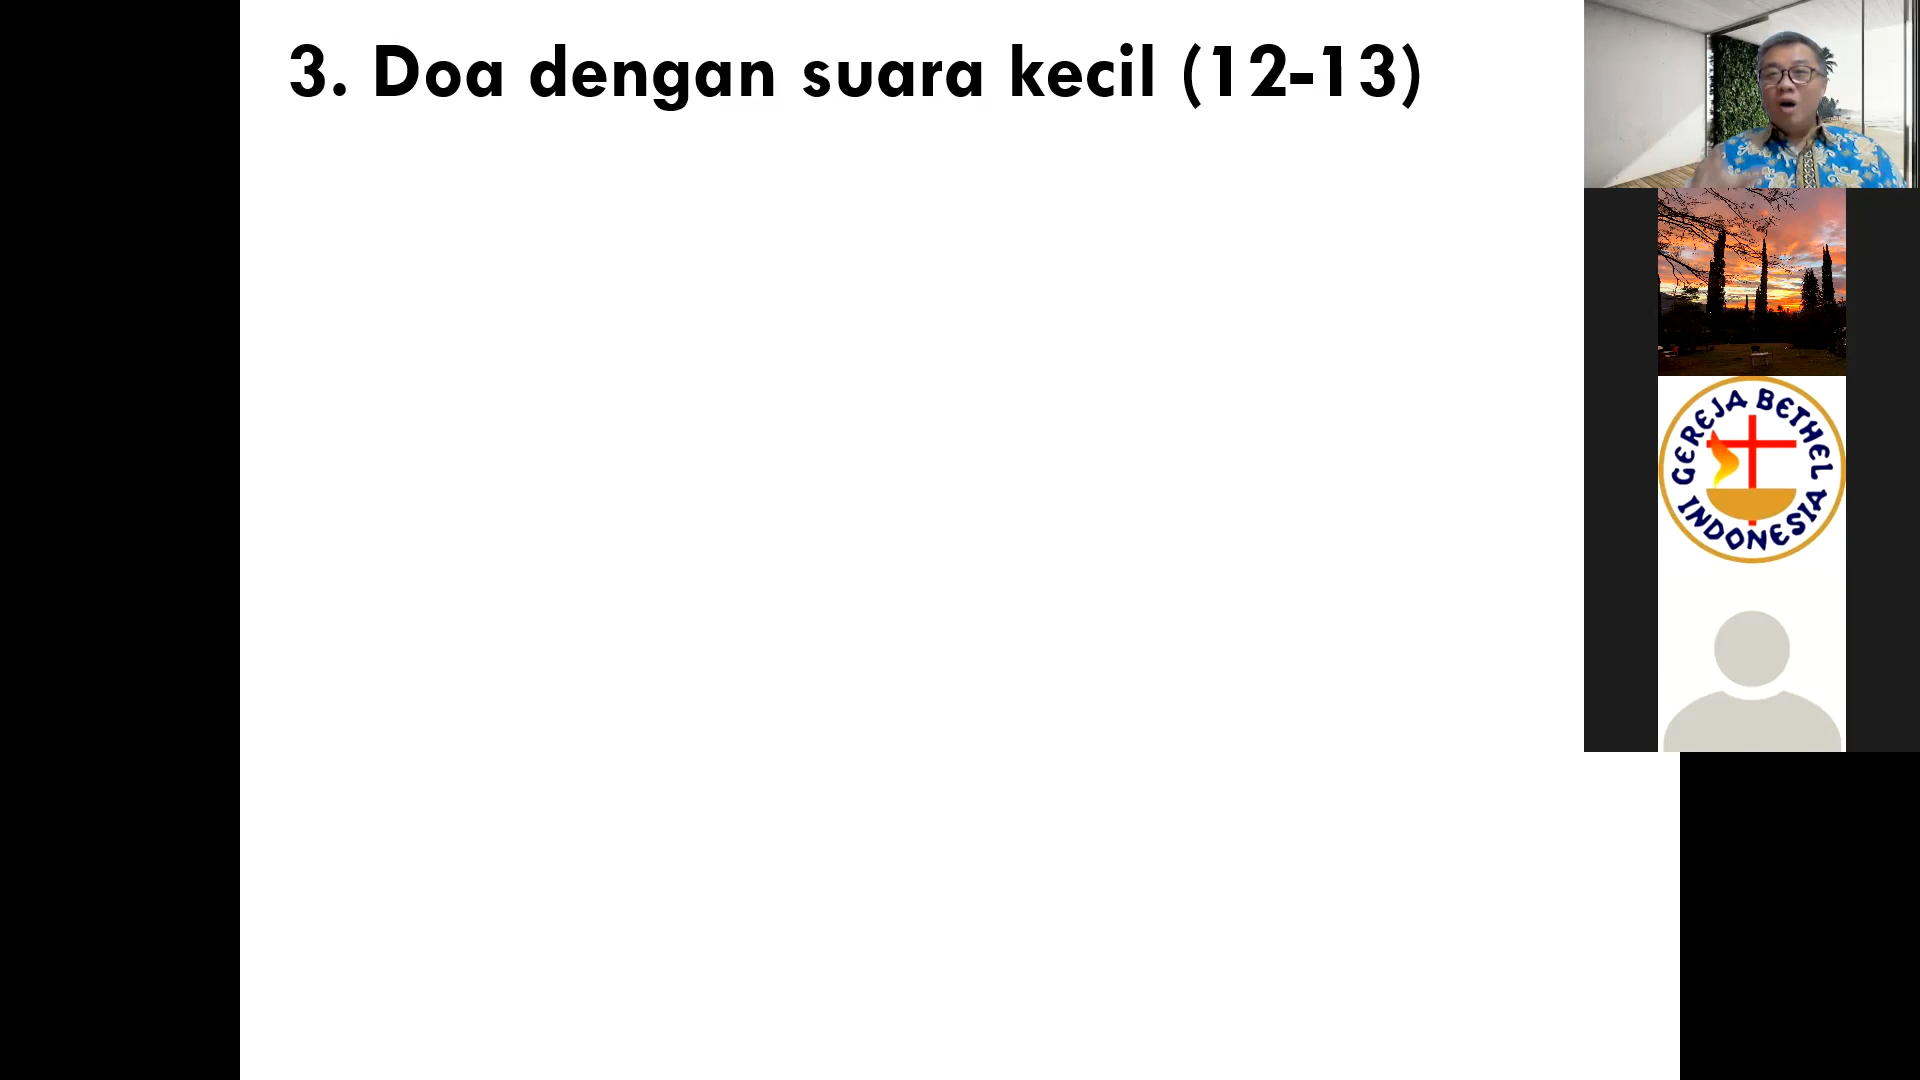 3. Doa dengan suara kecil (12-13)
GEREJA BETHEL
INDONESIA